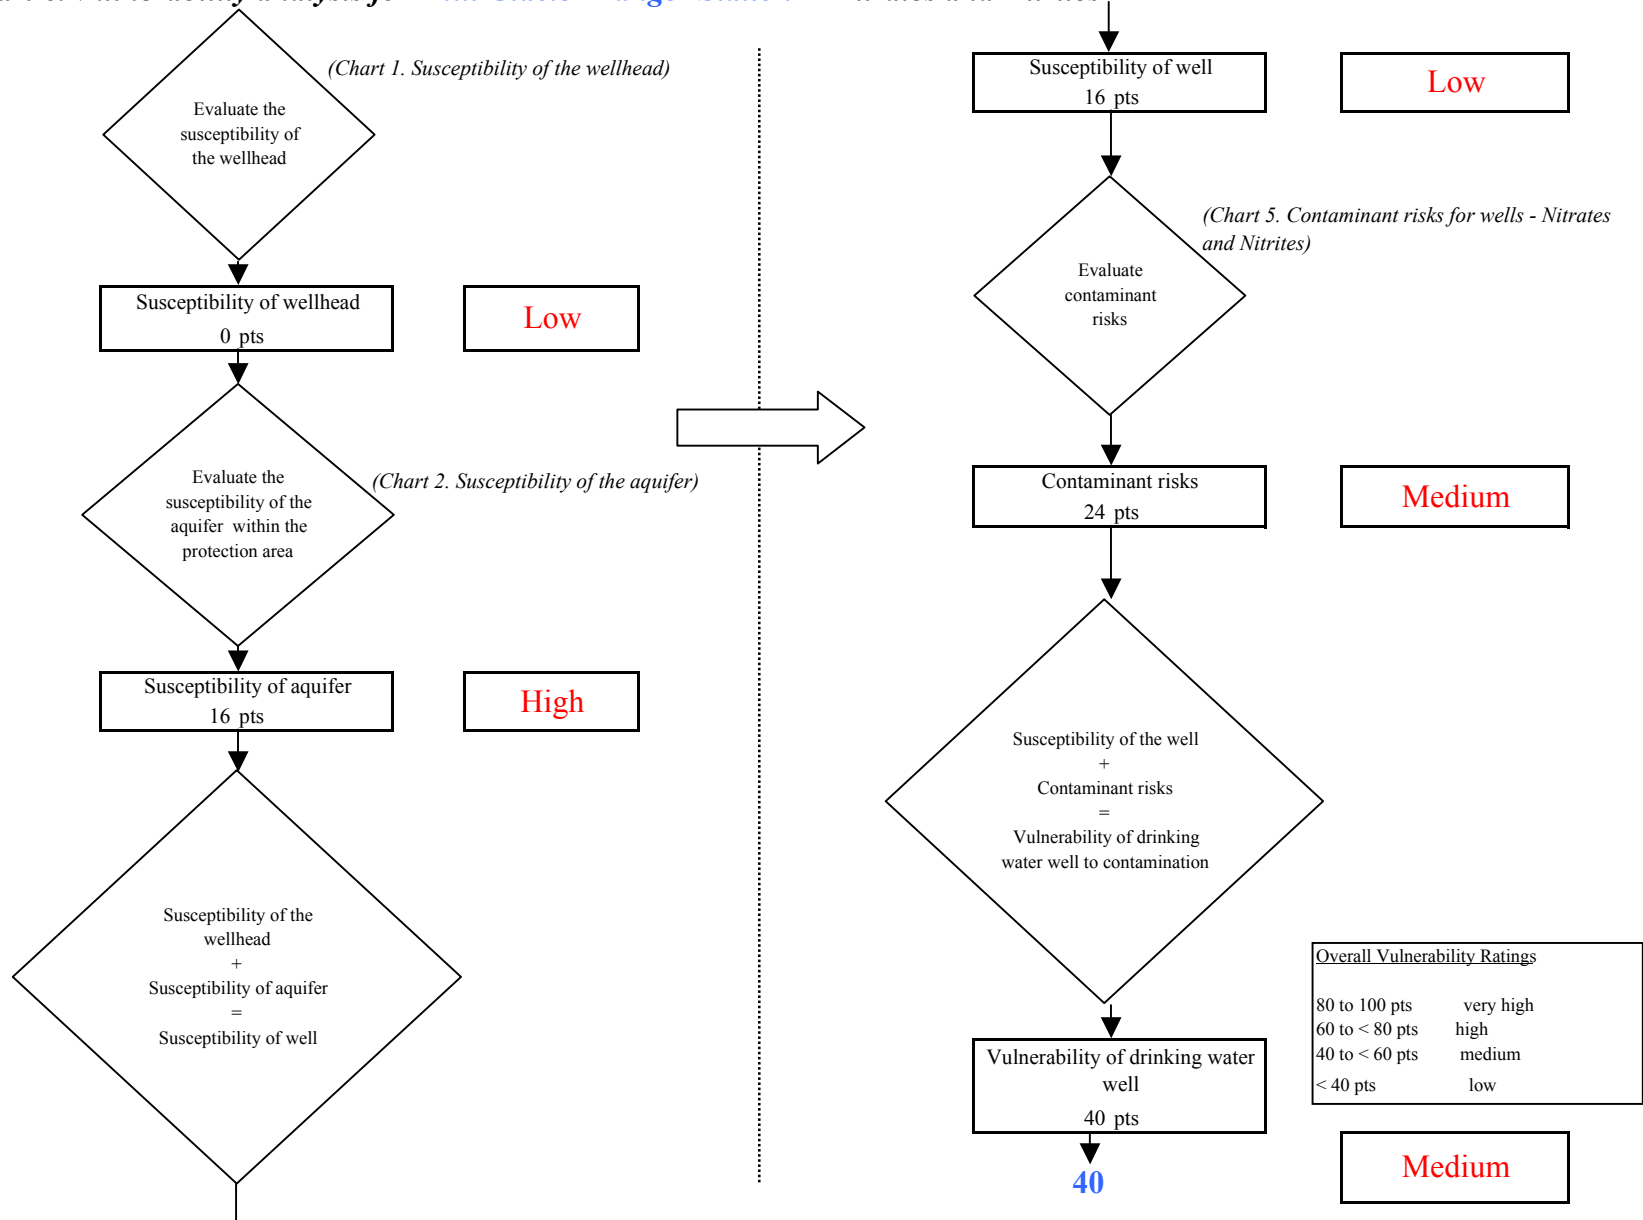 (Chart 1. Susceptibility of the wellhead)
Evaluate the
susceptibility of
the wellhead
Susceptibility of wellhead
0 pts
Low
Evaluate the
susceptibility of the
aquifer within the
protection area
(Chart 2. Susceptibility of the aquifer)
Susceptibility of aquifer
16 pts
High
Susceptibility of the
wellhead
+
Susceptibility of aquifer
=
Susceptibility of well
Susceptibility of well
16 pts
Low
(Chart 5. Contaminant risks for wells - Nitrates
and Nitrites)
Evaluate
contaminant
risks
Contaminant risks
24 pts
Medium
Susceptibility of the well
+
Contaminant risks
=
Vulnerability of drinking
water well to contamination
Overall Vulnerability Ratings
80 to 100 pts very high
60 to < 80 pts high
40 to < 60 pts medium
< 40 pts low
Vulnerability of drinking water
well
40 pts
40
Medium